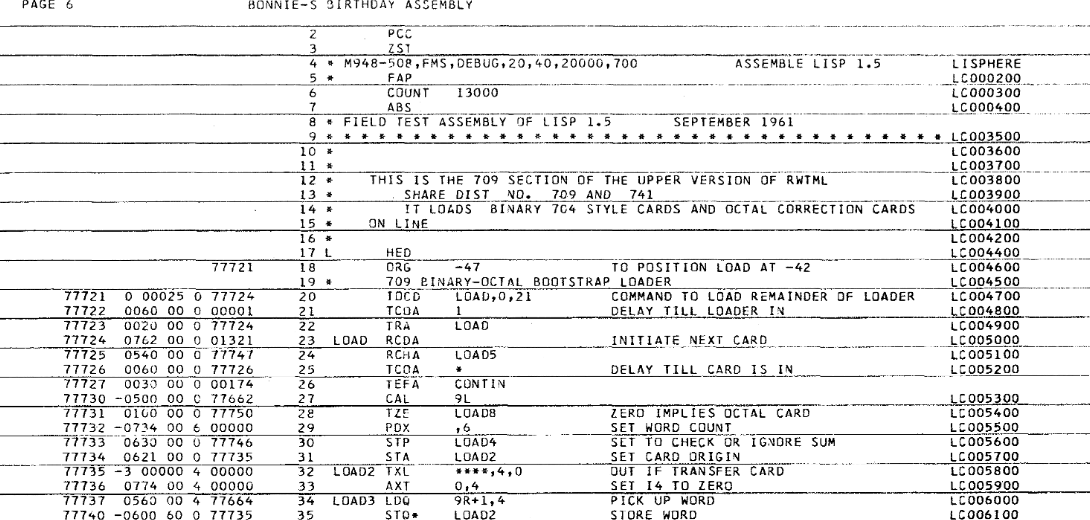 PAGE 6 BONNIE-S BIRTHDAY ASSEMBLY
2 PCC
3 ZST
4 * M948-508,FMS,DEBUG,20,40,20000,700 ASSEMBLE LISP 1.5 LISPHERE
5 * FAP LC000200
6 COUNT 13000 LC000300
7 ABS LC000400
8 * FIELD TEST ASSEMBLY OF LISP 1.5 SEPTEMBER 1961
9 * * * * * * * * * * * * * * * * * * * * * * * * * * * * * * * * * * LC003500
10 * LC003600
11 * LC003700
12 * THIS IS THE 709 SECTION OF THE UPPER VERSION OF RWTML LC003800
13 * SHARE DIST NO. 709 AND 741 LC003900
14 * IT LOADS BINARY 704 STYLE CARDS AND OCTAL CORRECTION CARDS LC004000
15 * ON LINE LC004100
16 * LC004200
17 L HED LC004400
77721 18 ORG -47 TO POSITION LOAD AT -42 LC004600
19 * 709 BINARY-OCTAL BOOTSTRAP LOADER LC004500
77721 0 00025 0 77724 20 IOCD LOAD,0,21 COMMAND TO LOAD REMAINDER OF LOADER LC004700
77722 0060 00 0 00001 21 TCOA 1 DELAY TILL LOADER IN LC004800
77723 0020 00 0 77724 22 TRA LOAD LC004900
77724 0762 00 0 01321 23 LOAD RCDA INITIATE NEXT CARD LC005000
77725 0540 00 0 77747 24 RCHA LOAD5 LC005100
77726 0060 00 0 77726 25 TCOA * DELAY TILL CARD IS IN LC005200
77727 0030 00 0 00174 26 TEFA CONTIN
77730 -0500 00 0 77662 27 CAL 9L LC005300
77731 0100 00 0 77750 28 TZE LOAD8 ZERO IMPLIES OCTAL CARD LC005400
77732 -0734 00 6 00000 29 PDX ,6 SET WORD COUNT LC005500
77733 0630 00 0 77746 30 STP LOAD4 SET TO CHECK OR IGNORE SUM LC005600
77734 0621 00 0 77735 31 STA LOAD2 SET CARD ORIGIN LC005700
77735 -3 00000 4 00000 32 LOAD2 TXL ****,4,0 OUT IF TRANSFER CARD LC005800
77736 0774 00 4 00000 33 AXT 0,4 SET I4 TO ZERO LC005900
77737 0560 00 4 77664 34 LOAD3 LDQ 9R+1,4 PICK UP WORD LC006000
77740 -0600 60 0 77735 35 STQ* LOAD2 STORE WORD LC006100